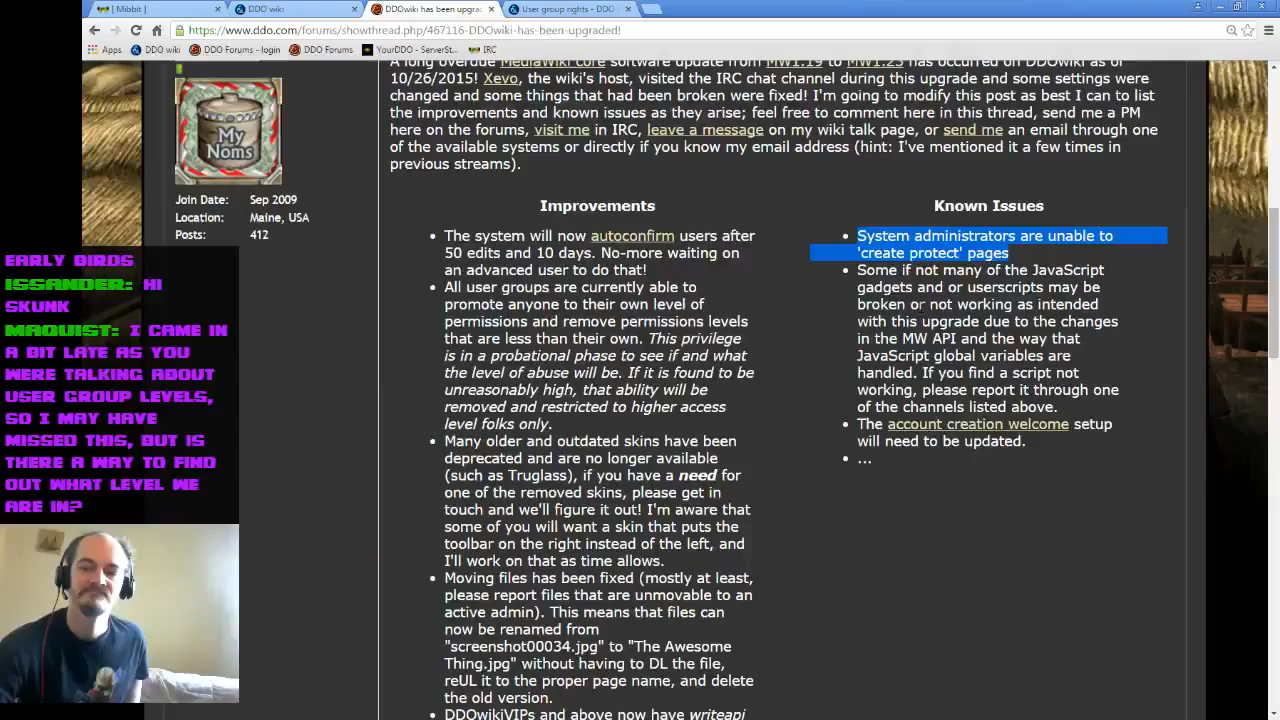 [ Mibbit ]
DDO wiki
DDOwiki has been upgra
User group rights - DDO
https://www.ddo.com/forums/showthread.php/467116-DDOwiki-has-been-upgraded!
Apps
DDO wiki
DDO Forums - login
DDO Forums
YourDDO - ServerSt...
IRC
A long overdue MediaWiki core software update from MW1.19 to MW1.25 has occurred on DDOwiki as of
10/26/2015! Xevo, the wiki's host, visited the IRC chat channel during this upgrade and some settings were
changed and some things that had been broken were fixed! I'm going to modify this post as best I can to list
the improvements and known issues as they arise; feel free to comment here in this thread, send me a PM
here on the forums, visit me in IRC, leave a message on my wiki talk page, or send me an email through one
of the available systems or directly if you know my email address (hint: I've mentioned it a few times in
previous streams).
My
Noms
Join Date: Sep 2009
Location: Maine, USA
Posts: 412
Improvements
• The system will now autoconfirm users after
50 edits and 10 days. No-more waiting on
an advanced user to do that!
• All user groups are currently able to
promote anyone to their own level of
permissions and remove permissions levels
that are less than their own. This privilege
is in a probational phase to see if and what
the level of abuse will be. If it is found to be
unreasonably high, that ability will be
removed and restricted to higher access
level folks only.
• Many older and outdated skins have been
deprecated and are no longer available
(such as Truglass), if you have a need for
one of the removed skins, please get in
touch and we'll figure it out! I'm aware that
some of you will want a skin that puts the
toolbar on the right instead of the left, and
I'll work on that as time allows.
• Moving files has been fixed (mostly at least,
please report files that are unmovable to an
active admin). This means that files can
now be renamed from
"screenshot00034.jpg" to "The Awesome
Thing.jpg" without having to DL the file,
reUL it to the proper page name, and delete
the old version.
• DDOwikiVIPs and above now have writeapi
Known Issues
• System administrators are unable to
'create protect' pages
• Some if not many of the JavaScript
gadgets and or userscripts may be
broken or not working as intended
with this upgrade due to the changes
in the MW API and the way that
JavaScript global variables are
handled. If you find a script not
working, please report it through one
of the channels listed above.
• The account creation welcome setup
will need to be updated.
• ...
EARLY BIRDS
ISSANDER: HI
SKUNK
MAQUIST: I CAME IN
A BIT LATE AS YOU
WERE TALKING ABOUT
USER GROUP LEVELS,
SO I MAY HAVE
MISSED THIS, BUT IS
THERE A WAY TO FIND
OUT WHAT LEVEL WE
ARE IN?